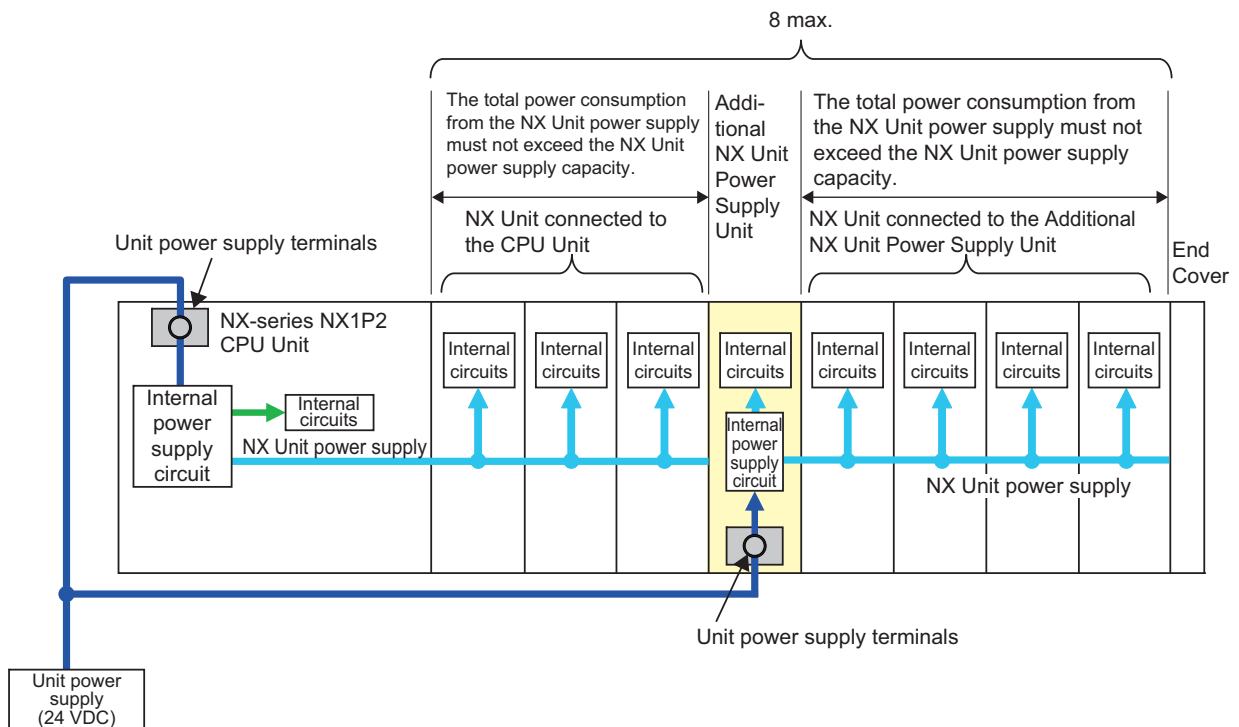 8 max.
The total power consumption
from the NX Unit power supply
must not exceed the NX Unit
power supply capacity.
Addi-
tional
NX Unit
Power
Supply
Unit
The total power consumption from
the NX Unit power supply must not
exceed the NX Unit power supply
capacity.
NX Unit connected to
the CPU Unit
NX Unit connected to the Additional
NX Unit Power Supply Unit
End
Cover
Unit power supply terminals
NX-series NX1P2
CPU Unit
Internal
power
supply
circuit
Internal
circuits
NX Unit power supply
Internal
circuits
Internal
circuits
Internal
circuits
Internal
circuits
Internal
power
supply
circuit
Internal
circuits
Internal
circuits
Internal
circuits
Internal
circuits
NX Unit power supply
Unit power supply terminals
Unit power
supply
(24 VDC)